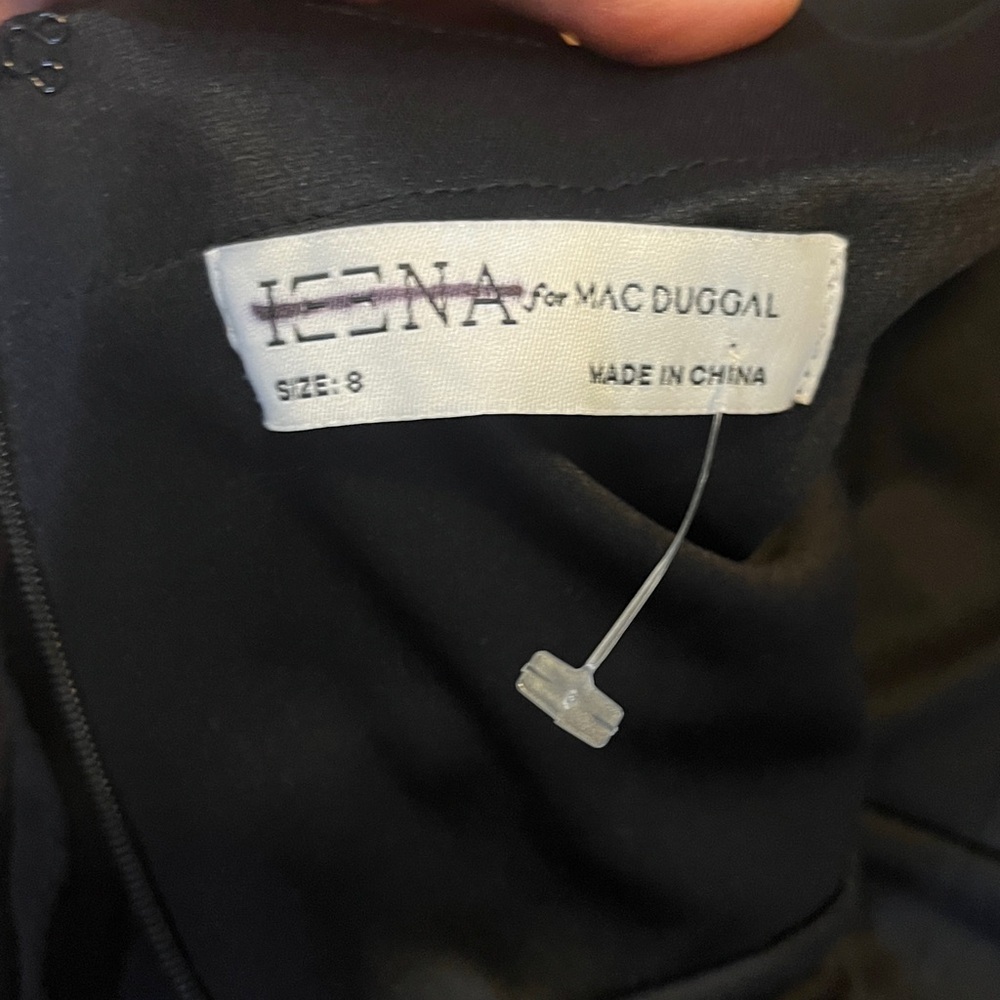 IEENA for MAC DUGGAL
SIZE: 8
MADE IN CHINA